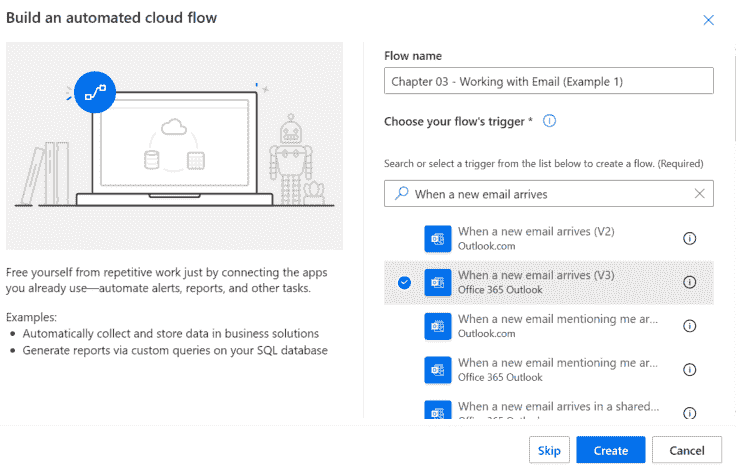 Build an automated cloud flow
Free yourself from repetitive work just by connecting the apps
you already use—automate alerts, reports, and other tasks.
Examples:
• Automatically collect and store data in business solutions
• Generate reports via custom queries on your SQL database
Flow name
Chapter 03 - Working with Email (Example 1)
Choose your flow's trigger *
Search or select a trigger from the list below to create a flow. (Required)
When a new email arrives
When a new email arrives (V2)
Outlook.com
When a new email arrives (V3)
Office 365 Outlook
When a new email mentioning me ar...
Outlook.com
When a new email mentioning me ar...
Office 365 Outlook
When a new email arrives in a shared...
Skip
Create
Cancel